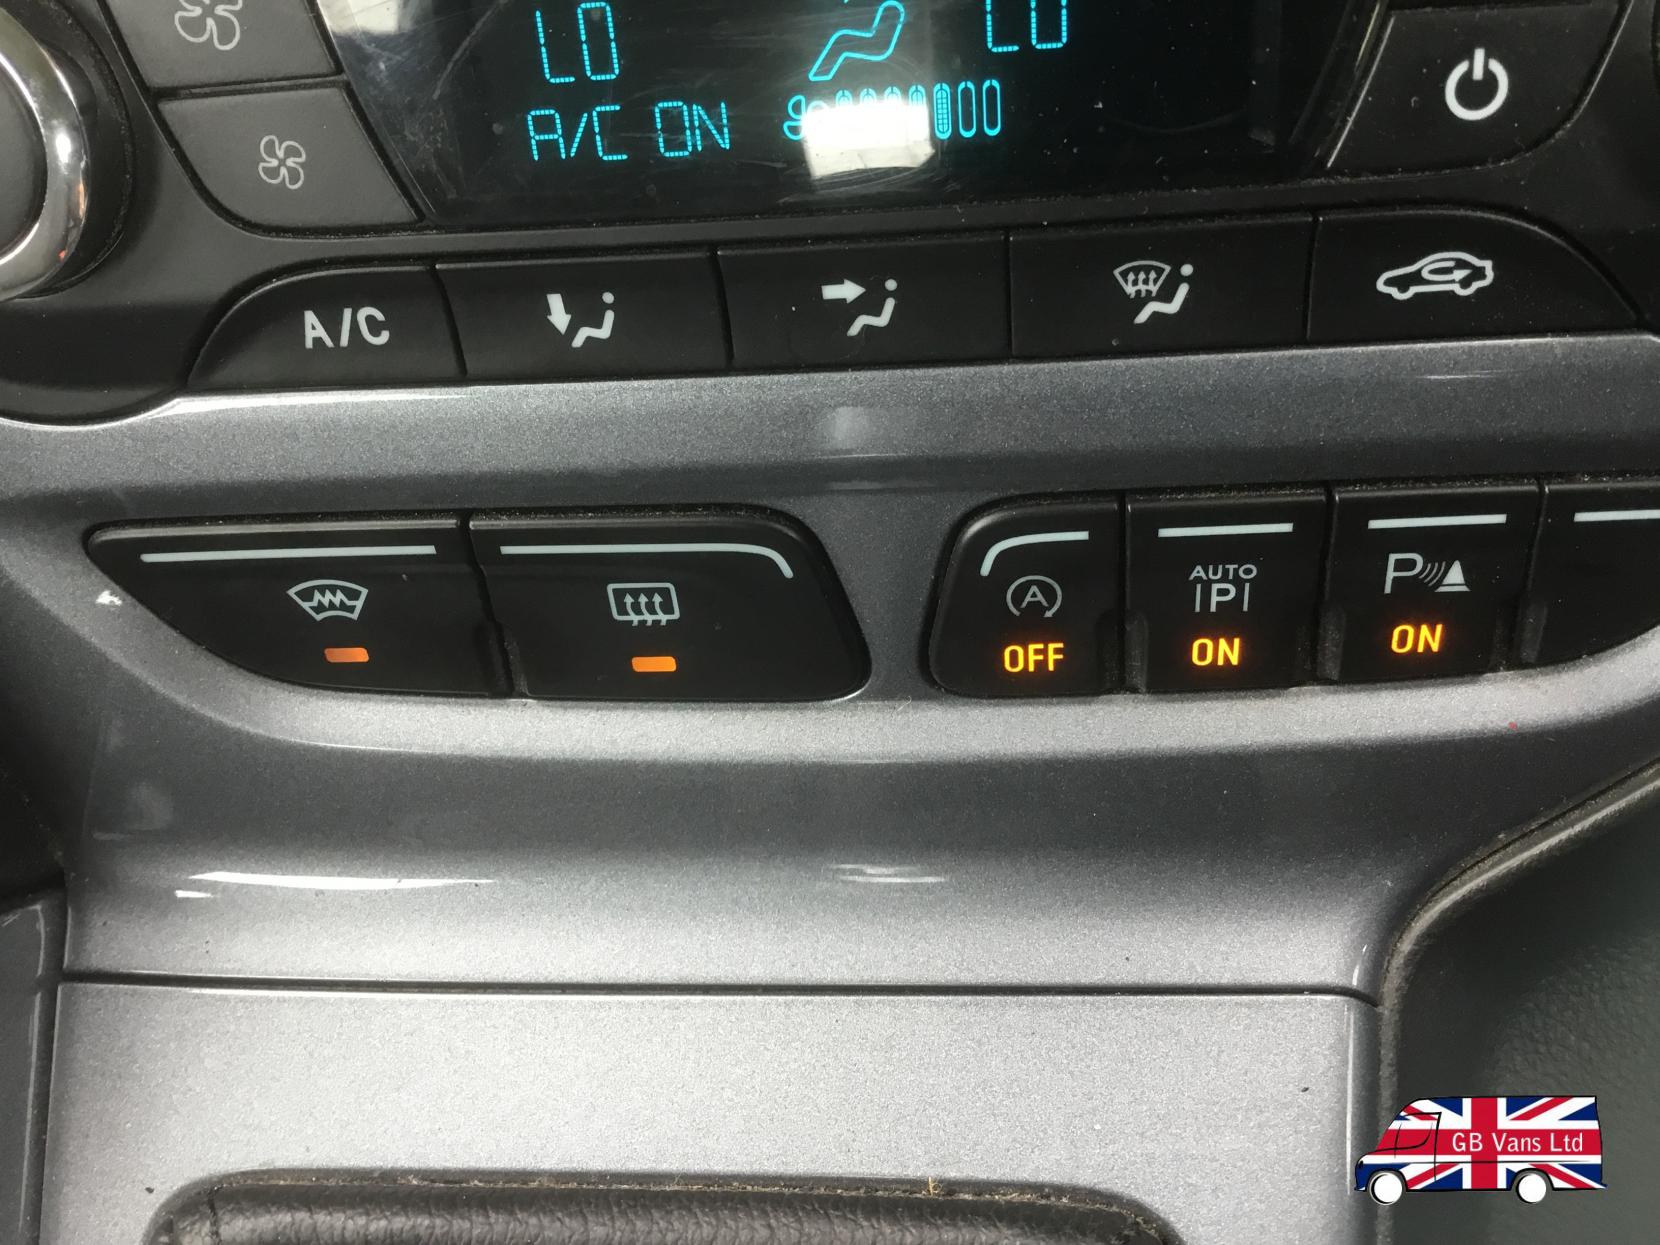 LO LO
A/C ON
A/C
AUTO
A P P
OFF ON ON
GB Vans Ltd